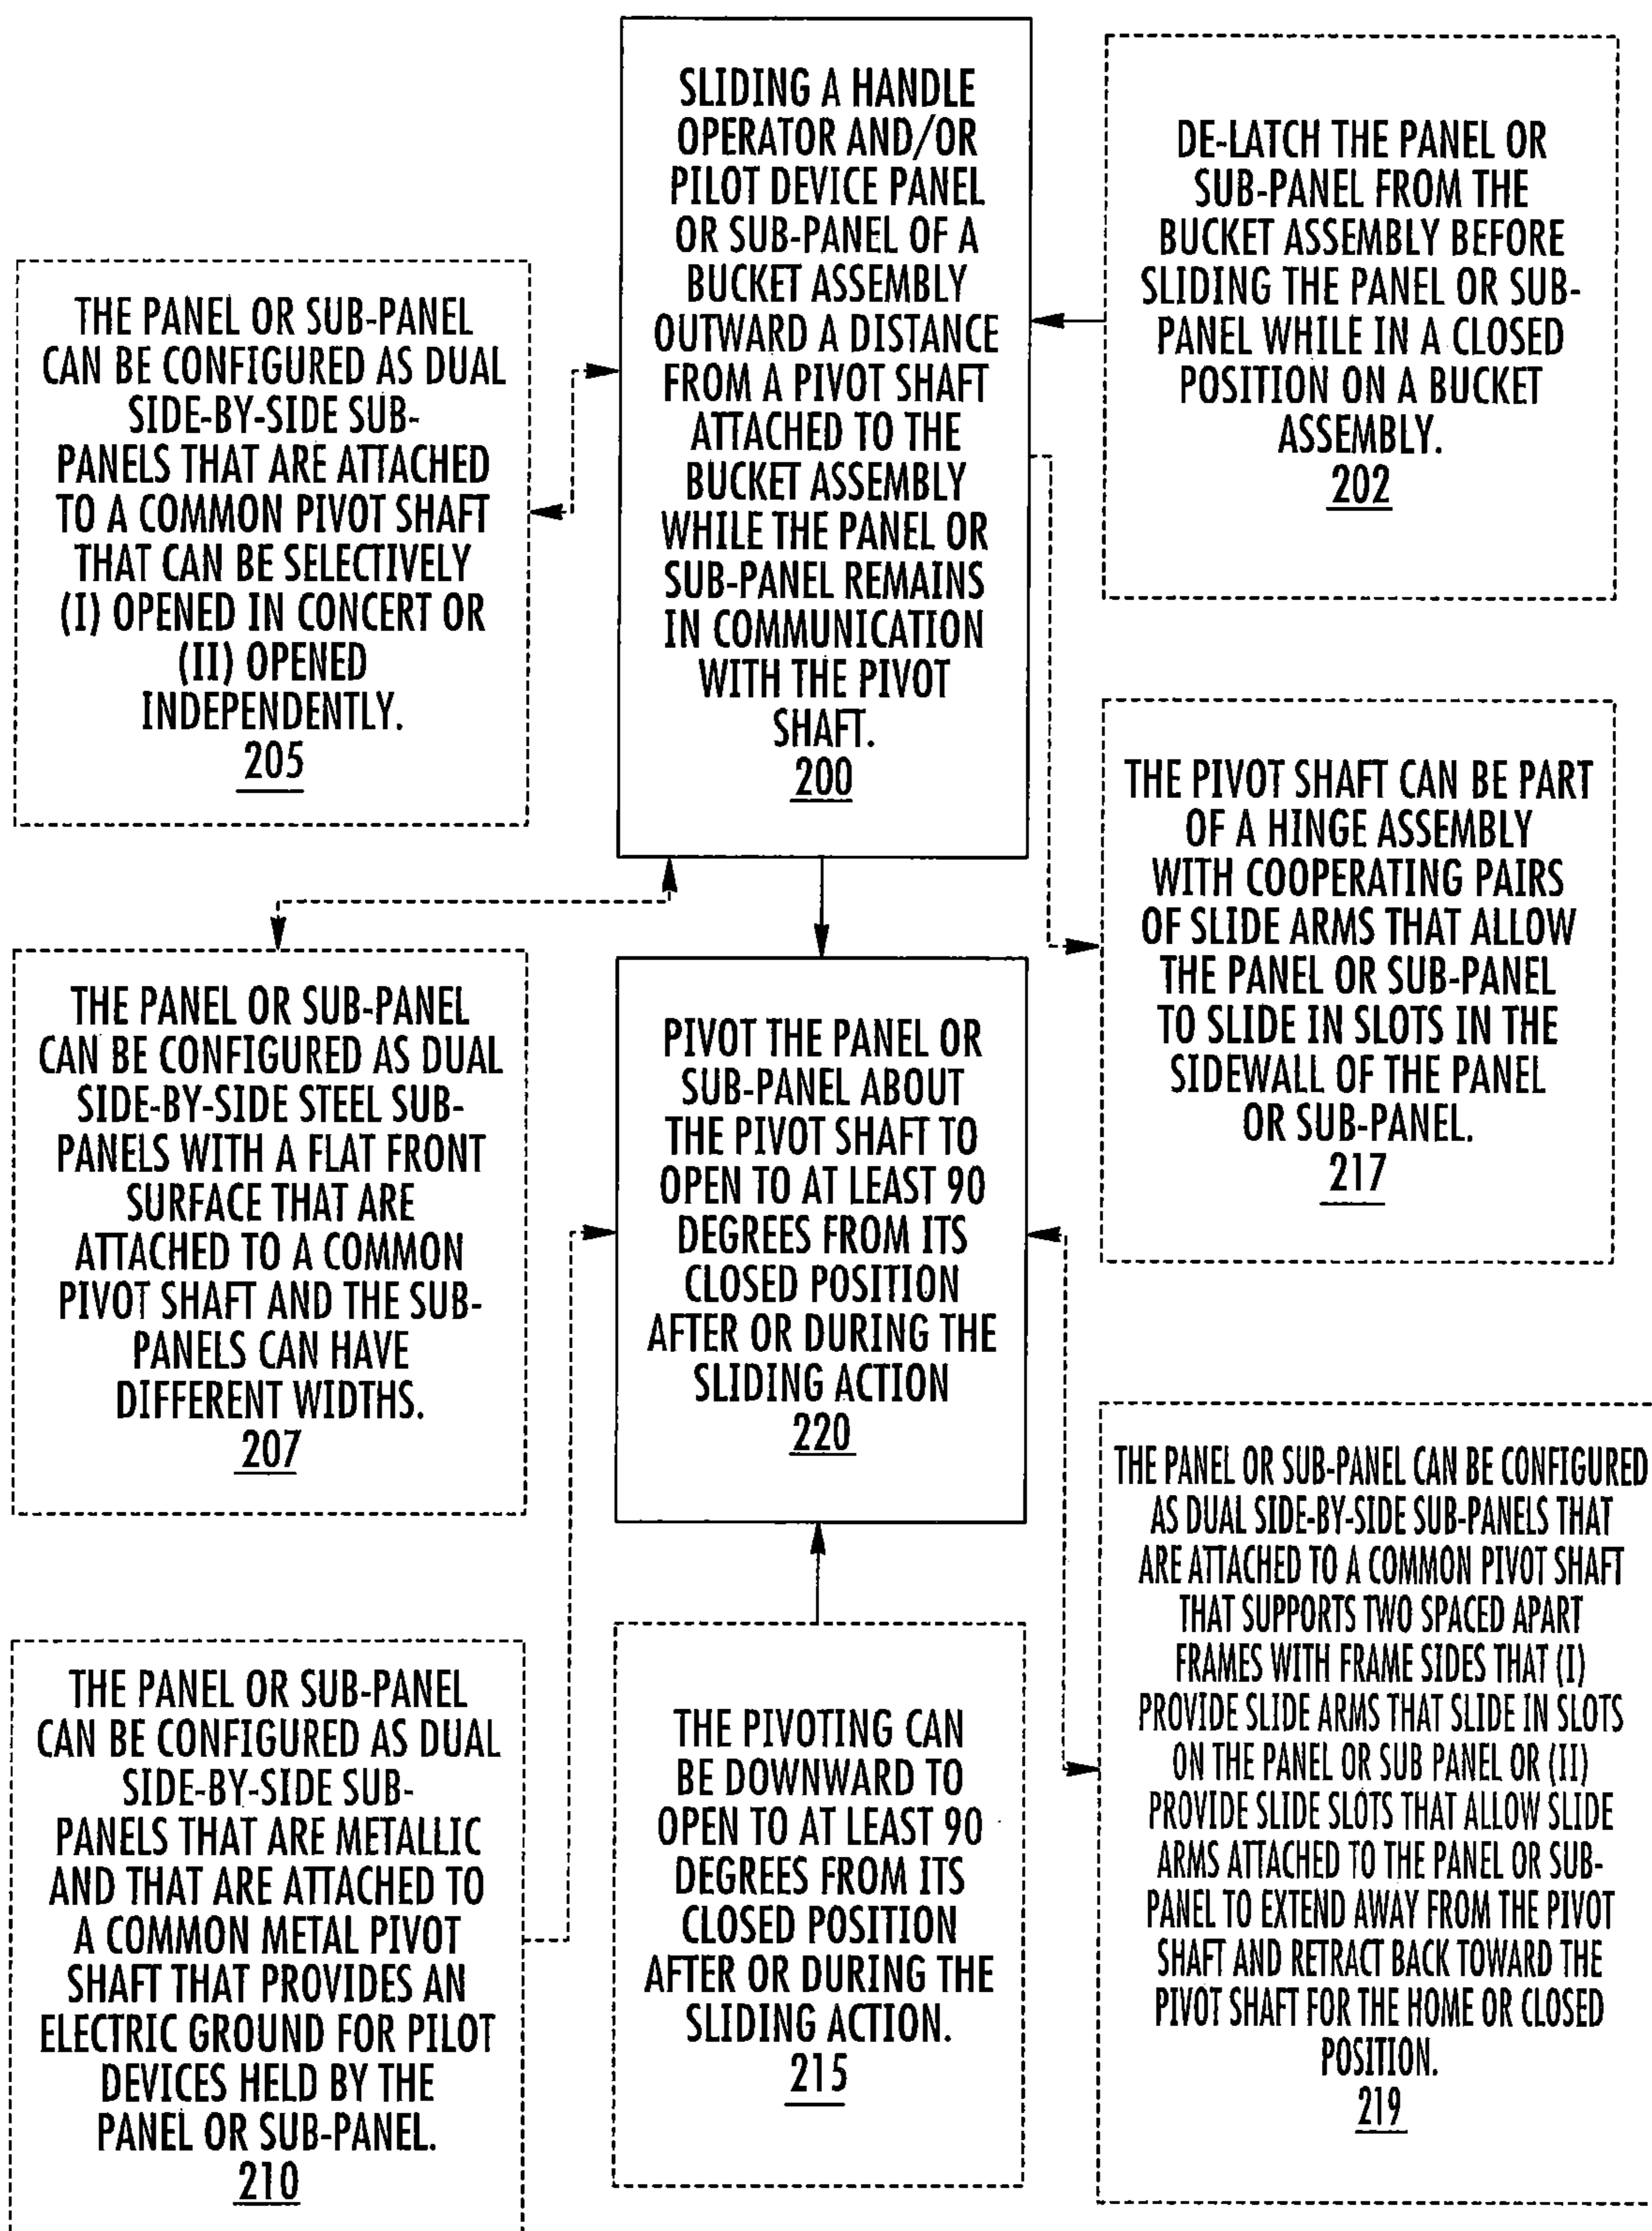 SLIDING A HANDLE
OPERATOR AND/OR
PILOT DEVICE PANEL
OR SUB-PANEL OF A
BUCKET ASSEMBLY
OUTWARD A DISTANCE
FROM A PIVOT SHAFT
ATTACHED TO THE
BUCKET ASSEMBLY
WHILE THE PANEL OR
SUB-PANEL REMAINS
IN COMMUNICATION
WITH THE PIVOT
SHAFT.
200
DE-LATCH THE PANEL OR
SUB-PANEL FROM THE
BUCKET ASSEMBLY BEFORE
SLIDING THE PANEL OR SUB-
PANEL WHILE IN A CLOSED
POSITION ON A BUCKET
ASSEMBLY.
202
THE PANEL OR SUB-PANEL
CAN BE CONFIGURED AS DUAL
SIDE-BY-SIDE SUB-
PANELS THAT ARE ATTACHED
TO A COMMON PIVOT SHAFT
THAT CAN BE SELECTIVELY
(I) OPENED IN CONCERT OR
(II) OPENED
INDEPENDENTLY.
205
THE PIVOT SHAFT CAN BE PART
OF A HINGE ASSEMBLY
WITH COOPERATING PAIRS
OF SLIDE ARMS THAT ALLOW
THE PANEL OR SUB-PANEL
TO SLIDE IN SLOTS IN THE
SIDEWALL OF THE PANEL
OR SUB-PANEL.
217
THE PANEL OR SUB-PANEL
CAN BE CONFIGURED AS DUAL
SIDE-BY-SIDE STEEL SUB-
PANELS WITH A FLAT FRONT
SURFACE THAT ARE
ATTACHED TO A COMMON
PIVOT SHAFT AND THE SUB-
PANELS CAN HAVE
DIFFERENT WIDTHS.
207
PIVOT THE PANEL OR
SUB-PANEL ABOUT
THE PIVOT SHAFT TO
OPEN TO AT LEAST 90
DEGREES FROM ITS
CLOSED POSITION
AFTER OR DURING THE
SLIDING ACTION
220
THE PANEL OR SUB-PANEL CAN BE CONFIGURED
AS DUAL SIDE-BY-SIDE SUB-PANELS THAT
ARE ATTACHED TO A COMMON PIVOT SHAFT
THAT SUPPORTS TWO SPACED APART
FRAMES WITH FRAME SIDES THAT (I)
PROVIDE SLIDE ARMS THAT SLIDE IN SLOTS
ON THE PANEL OR SUB PANEL OR (II)
PROVIDE SLIDE SLOTS THAT ALLOW SLIDE
ARMS ATTACHED TO THE PANEL OR SUB-
PANEL TO EXTEND AWAY FROM THE PIVOT
SHAFT AND RETRACT BACK TOWARD THE
PIVOT SHAFT FOR THE HOME OR CLOSED
POSITION.
219
THE PANEL OR SUB-PANEL
CAN BE CONFIGURED AS DUAL
SIDE-BY-SIDE SUB-
PANELS THAT ARE METALLIC
AND THAT ARE ATTACHED TO
A COMMON METAL PIVOT
SHAFT THAT PROVIDES AN
ELECTRIC GROUND FOR PILOT
DEVICES HELD BY THE
PANEL OR SUB-PANEL.
210
THE PIVOTING CAN
BE DOWNWARD TO
OPEN TO AT LEAST 90
DEGREES FROM ITS
CLOSED POSITION
AFTER OR DURING THE
SLIDING ACTION.
215